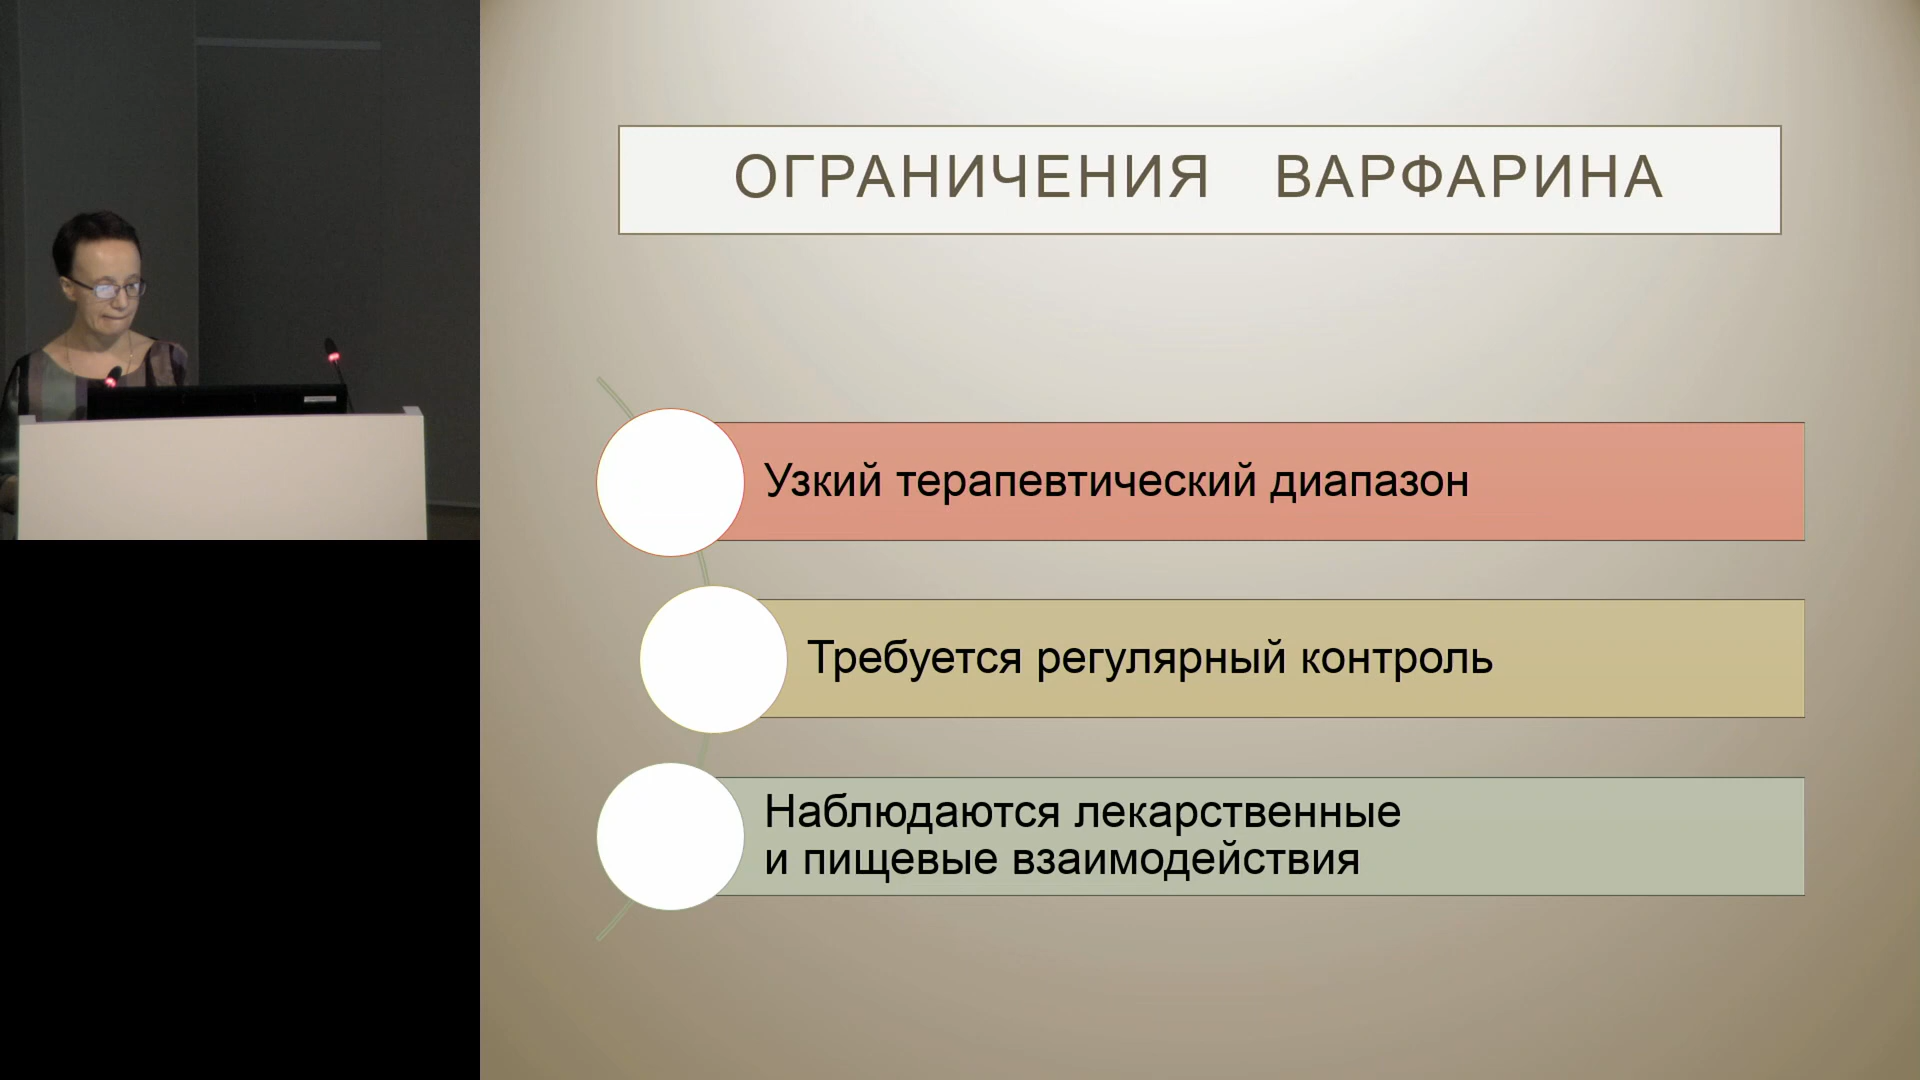 ОГРАНИЧЕНИЯ ВАРФАРИНА
Узкий терапевтический диапазон
Требуется регулярный контроль
Наблюдаются лекарственные
и пищевые взаимодействия